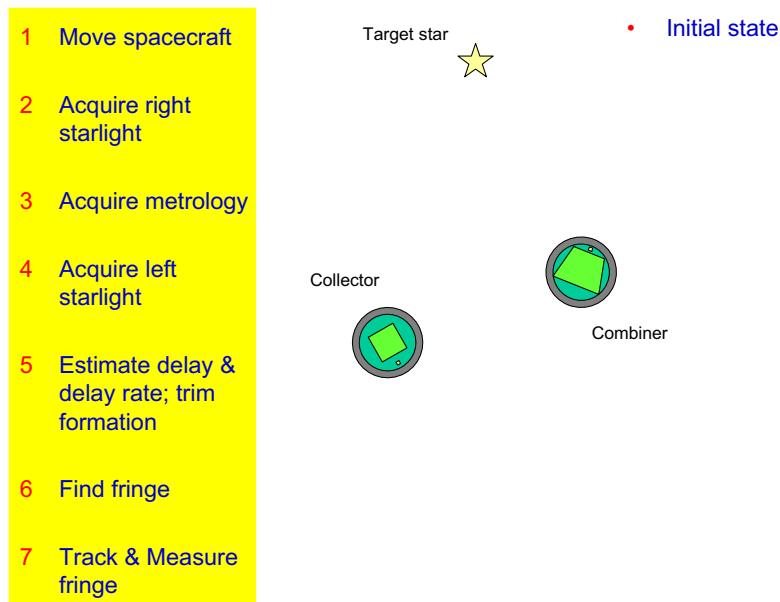 1 Move spacecraft
2 Acquire right
starlight
3 Acquire metrology
4 Acquire left
starlight
5 Estimate delay &
delay rate; trim
formation
6 Find fringe
7 Track & Measure
fringe
Target star
• Initial state
Collector
Combiner